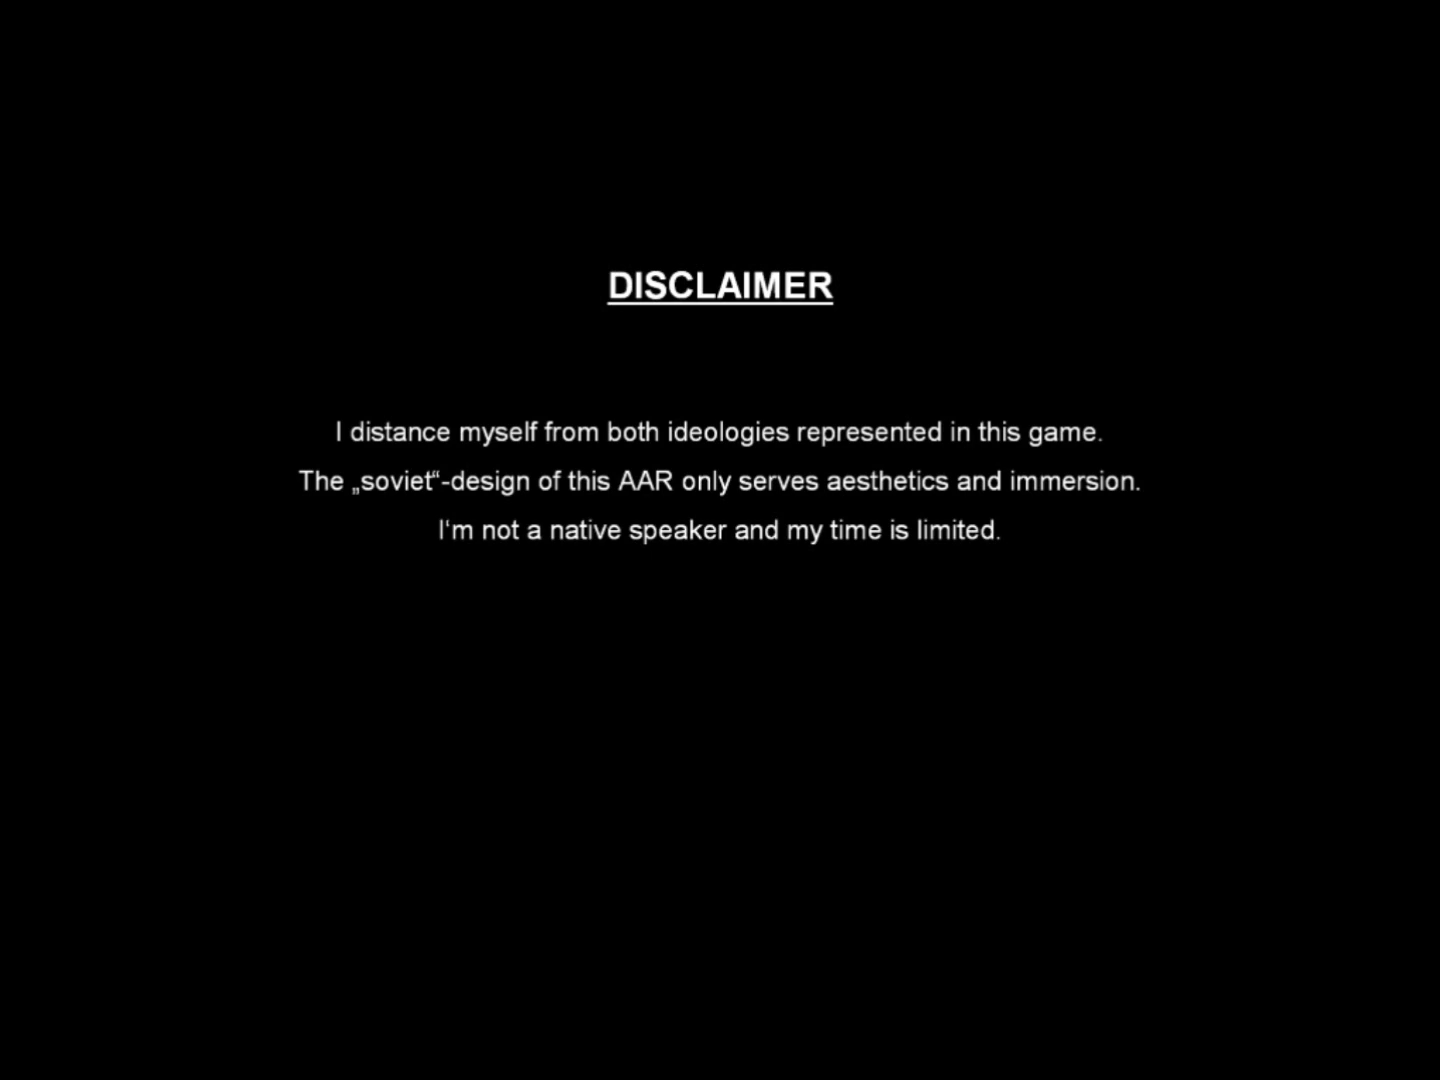 DISCLAIMER
I distance myself from both ideologies represented in this game.
The „soviet“-design of this AAR only serves aesthetics and immersion.
I‘m not a native speaker and my time is limited.